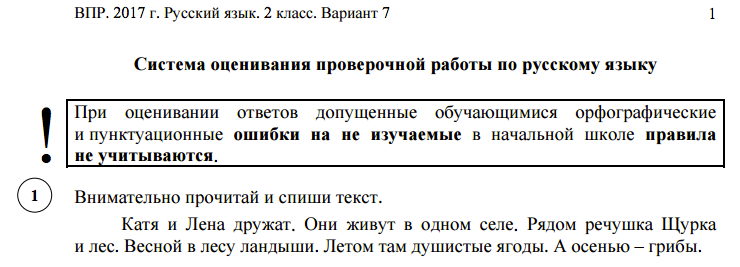 ВПР. 2017 г. Русский язык. 2 класс. Вариант 7 1
Система оценивания проверочной работы по русскому языку
! При оценивании ответов допущенные обучающимися орфографические
и пунктуационные ошибки на не изучаемые в начальной школе правила
не учитываются.
1 Внимательно прочитай и спиши текст.
Катя и Лена дружат. Они живут в одном селе. Рядом речушка Щурка
и лес. Весной в лесу ландыши. Летом там душистые ягоды. А осенью – грибы.